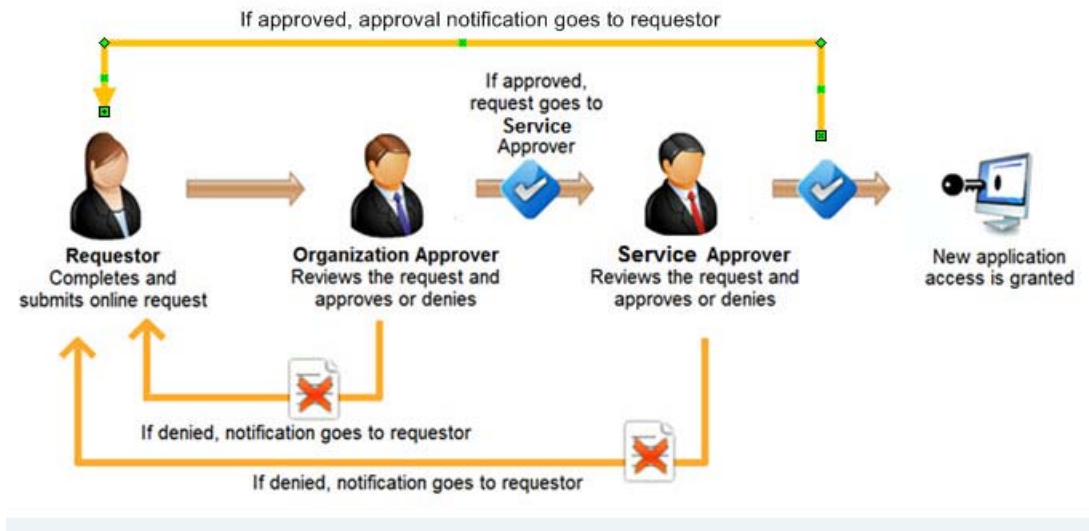 If approved, approval notification goes to requestor
If approved,
request goes to
Service
Approver
Requestor
Completes and
submits online request
Organization Approver
Reviews the request and
approves or denies
Service Approver
Reviews the request and
approves or denies
New application
access is granted
If denied, notification goes to requestor
If denied, notification goes to requestor